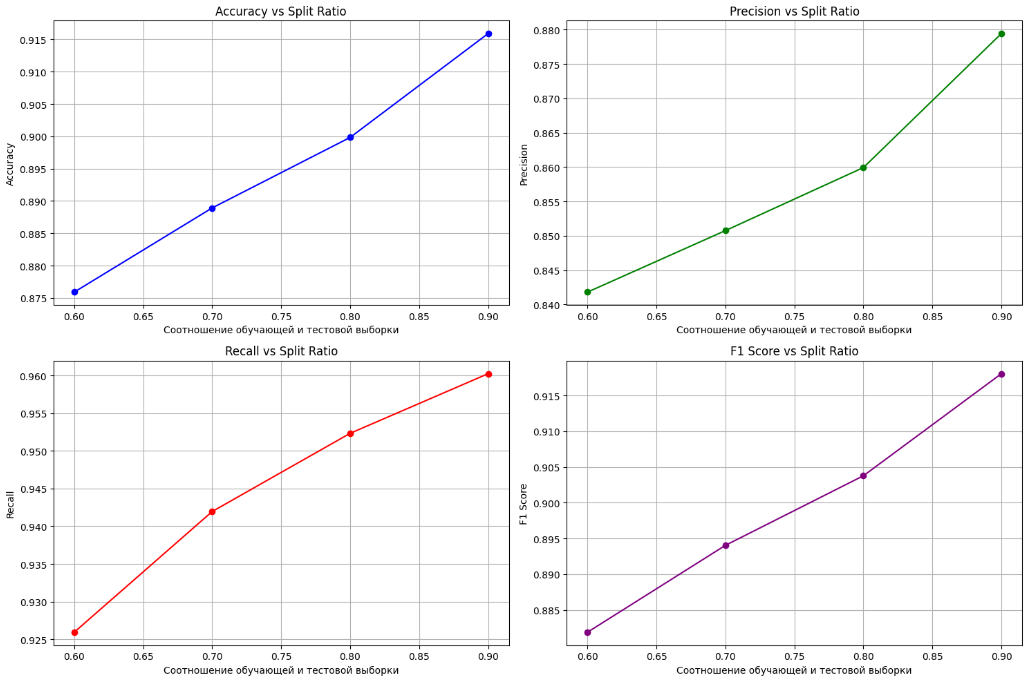 Accuracy vs Split Ratio
0.915
0.910
0.905
0.900
0.895
0.890
0.885
0.880
0.875
Accuracy
0.60 0.65 0.70 0.75 0.80 0.85 0.90
Соотношение обучающей и тестовой выборки
Precision vs Split Ratio
0.880
0.875
0.870
0.865
0.860
0.855
0.850
0.845
0.840
Precision
0.60 0.65 0.70 0.75 0.80 0.85 0.90
Соотношение обучающей и тестовой выборки
Recall vs Split Ratio
0.960
0.955
0.950
0.945
0.940
0.935
0.930
0.925
Recall
0.60 0.65 0.70 0.75 0.80 0.85 0.90
Соотношение обучающей и тестовой выборки
F1 Score vs Split Ratio
0.915
0.910
0.905
0.900
0.895
0.890
0.885
F1 Score
0.60 0.65 0.70 0.75 0.80 0.85 0.90
Соотношение обучающей и тестовой выборки